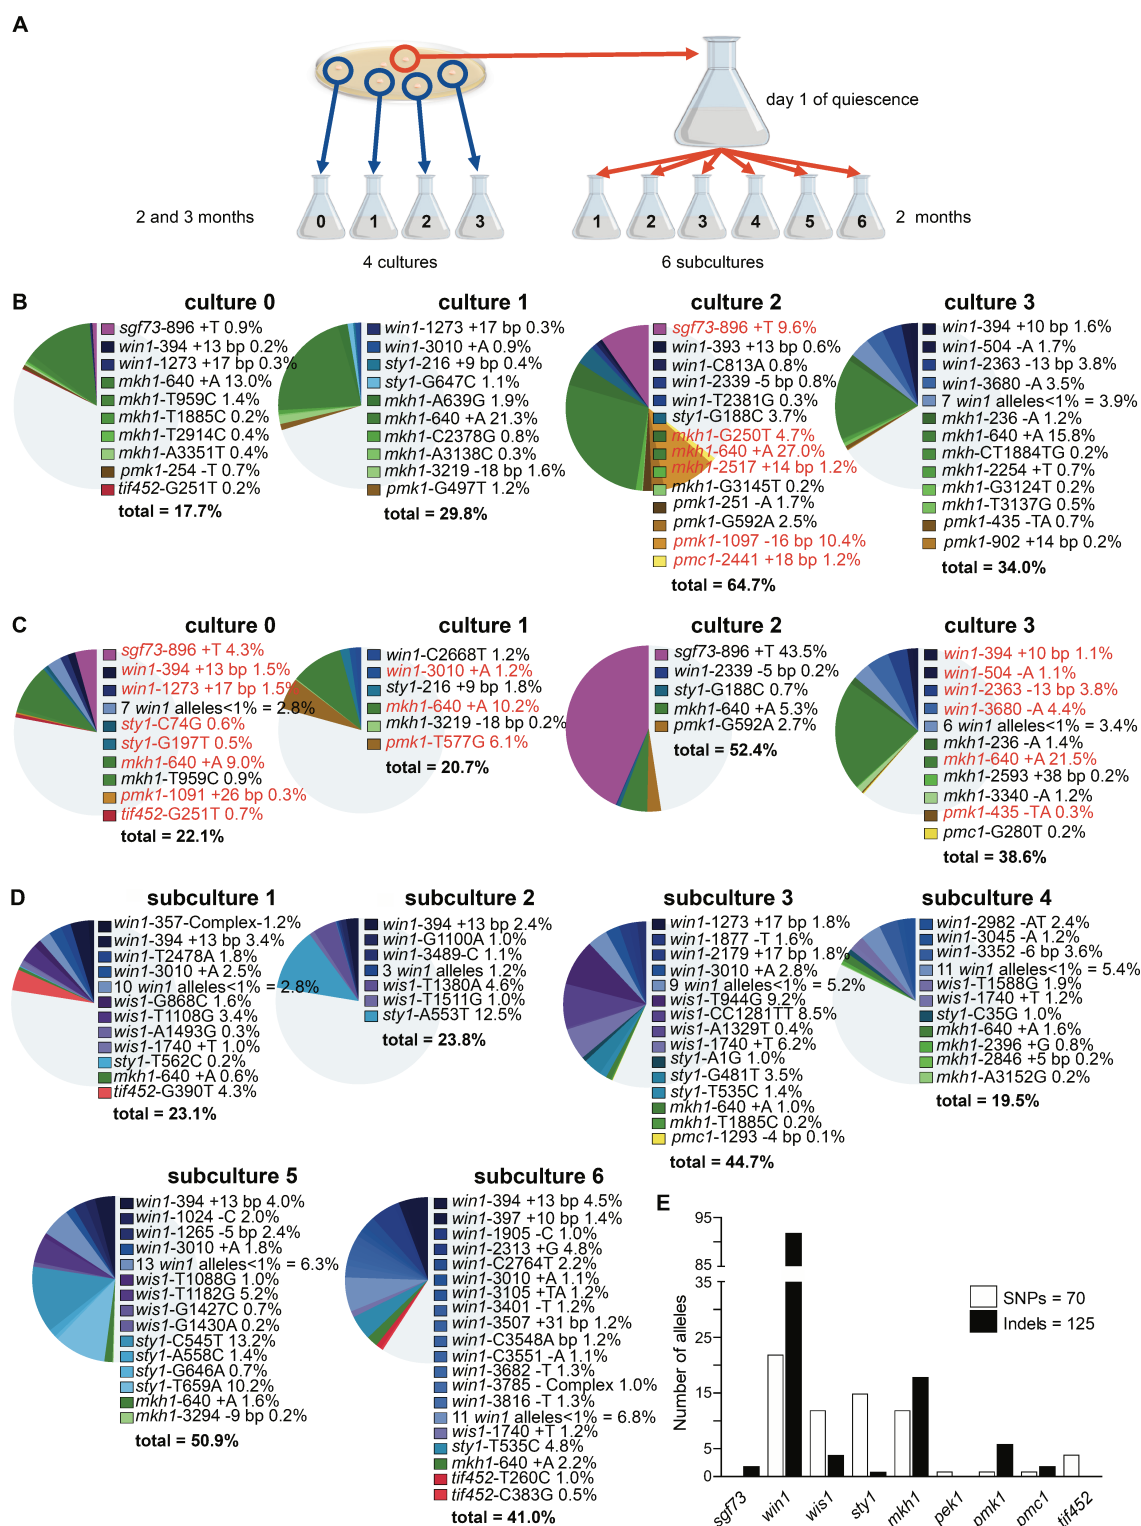 A
day 1 of quiescence
2 and 3 months
0 1 2 3
1 2 3 4 5 6
2 months
4 cultures
6 subcultures
B
culture 0
sgf73-896 +T 0.9%
win1-394 +13 bp 0.2%
win1-1273 +17 bp 0.3%
mkh1-640 +A 13.0%
mkh1-T959C 1.4%
mkh1-T1885C 0.2%
mkh1-T2914C 0.4%
mkh1-A3351T 0.4%
pmk1-254 -T 0.7%
tif452-G251T 0.2%
total = 17.7%
culture 1
win1-1273 +17 bp 0.3%
win1-3010 +A 0.9%
sty1-216 +9 bp 0.4%
sty1-G647C 1.1%
mkh1-A639G 1.9%
mkh1-640 +A 21.3%
mkh1-C2378G 0.8%
mkh1-A3138C 0.3%
mkh1-3219 -18 bp 1.6%
pmk1-G497T 1.2%
total = 29.8%
culture 2
sgf73-896 +T 9.6%
win1-393 +13 bp 0.6%
win1-C813A 0.8%
win1-2339 -5 bp 0.8%
win1-T2381G 0.3%
sty1-G188C 3.7%
mkh1-G250T 4.7%
mkh1-640 +A 27.0%
mkh1-2517 +14 bp 1.2%
mkh1-G3145T 0.2%
pmk1-251 -A 1.7%
pmk1-G592A 2.5%
pmk1-1097 -16 bp 10.4%
pmc1-2441 +18 bp 1.2%
total = 64.7%
culture 3
win1-394 +10 bp 1.6%
win1-504 -A 1.7%
win1-2363 -13 bp 3.8%
win1-3680 -A 3.5%
7 win1 alleles<1% = 3.9%
mkh1-236 -A 1.2%
mkh1-640 +A 15.8%
mkh-CT1884TG 0.2%
mkh1-2254 +T 0.7%
mkh1-G3124T 0.2%
mkh1-T3137G 0.5%
pmk1-435 -TA 0.7%
pmk1-902 +14 bp 0.2%
total = 34.0%
C
culture 0
sgf73-896 +T 4.3%
win1-394 +13 bp 1.5%
win1-1273 +17 bp 1.5%
7 win1 alleles<1% = 2.8%
sty1-C74G 0.6%
sty1-G197T 0.5%
mkh1-640 +A 9.0%
mkh1-T959C 0.9%
pmk1-1091 +26 bp 0.3%
tif452-G251T 0.7%
total = 22.1%
culture 1
win1-C2668T 1.2%
win1-3010 +A 1.2%
sty1-216 +9 bp 1.8%
mkh1-640 +A 10.2%
mkh1-3219 -18 bp 0.2%
pmk1-T577G 6.1%
total = 20.7%
culture 2
sgf73-896 +T 43.5%
win1-2339 -5 bp 0.2%
sty1-G188C 0.7%
mkh1-640 +A 5.3%
pmk1-G592A 2.7%
total = 52.4%
culture 3
win1-394 +10 bp 1.1%
win1-504 -A 1.1%
win1-2363 -13 bp 3.8%
win1-3680 -A 4.4%
6 win1 alleles<1% = 3.4%
mkh1-236 -A 1.4%
mkh1-640 +A 21.5%
mkh1-2593 +38 bp 0.2%
mkh1-3340 -A 1.2%
pmk1-435 -TA 0.3%
pmc1-G280T 0.2%
total = 38.6%
D
subculture 1
win1-357-Complex-1.2%
win1-394 +13 bp 3.4%
win1-T2478A 1.8%
win1-3010 +A 2.5%
10 win1 alleles<1% = 2.8%
wis1-G868C 1.6%
wis1-T1108G 3.4%
wis1-A1493G 0.3%
wis1-1740 +T 1.0%
sty1-T562C 0.2%
mkh1-640 +A 0.6%
tif452-G390T 4.3%
total = 23.1%
subculture 2
win1-394 +13 bp 2.4%
win1-G1100A 1.0%
win1-3489-C 1.1%
3 win1 alleles 1.2%
wis1-T1380A 4.6%
wis1-T1511G 1.0%
sty1-A553T 12.5%
total = 23.8%
subculture 3
win1-1273 +17 bp 1.8%
win1-1877 -T 1.6%
win1-2179 +17 bp 1.8%
win1-3010 +A 2.8%
9 win1 alleles<1% = 5.2%
wis1-T944G 9.2%
wis1-CC1281TT 8.5%
wis1-A1329T 0.4%
wis1-1740 +T 6.2%
sty1-A1G 1.0%
sty1-G481T 3.5%
sty1-T535C 1.4%
mkh1-640 +A 1.0%
mkh1-T1885C 0.2%
pmc1-1293 -4 bp 0.1%
total = 44.7%
subculture 4
win1-2982 -AT 2.4%
win1-3045 -A 1.2%
win1-3352 -6 bp 3.6%
11 win1 alleles<1% = 5.4%
wis1-T1588G 1.9%
wis1-1740 +T 1.2%
sty1-C35G 1.0%
mkh1-640 +A 1.6%
mkh1-2396 +G 0.8%
mkh1-2846 +5 bp 0.2%
mkh1-A3152G 0.2%
total = 19.5%
subculture 5
win1-394 +13 bp 4.0%
win1-1024 -C 2.0%
win1-1265 -5 bp 2.4%
win1-3010 +A 1.8%
13 win1 alleles<1% = 6.3%
wis1-T1088G 1.0%
wis1-T1182G 5.2%
wis1-G1427C 0.7%
wis1-G1430A 0.2%
sty1-C545T 13.2%
sty1-A558C 1.4%
sty1-G646A 0.7%
sty1-T659A 10.2%
mkh1-640 +A 1.6%
mkh1-3294 -9 bp 0.2%
total = 50.9%
subculture 6
win1-394 +13 bp 4.5%
win1-397 +10 bp 1.4%
win1-1905 -C 1.0%
win1-2313 +G 4.8%
win1-C2764T 2.2%
win1-3010 +A 1.1%
win1-3105 +TA 1.2%
win1-3401 -T 1.2%
win1-3507 +31 bp 1.2%
win1-C3548A bp 1.2%
win1-C3551 -A 1.1%
win1-3682 -T 1.3%
win1-3785 - Complex 1.0%
win1-3816 -T 1.3%
11 win1 alleles<1% = 6.8%
wis1-1740 +T 1.2%
sty1-T535C 4.8%
mkh1-640 +A 2.2%
tif452-T260C 1.0%
tif452-C383G 0.5%
total = 41.0%
E
Number of alleles
95
85
35
25
15
5
0
SNPs = 70
Indels = 125
sgf73 win1 wis1 sty1 mkh1 pek1 pmk1 pmc1 tif452